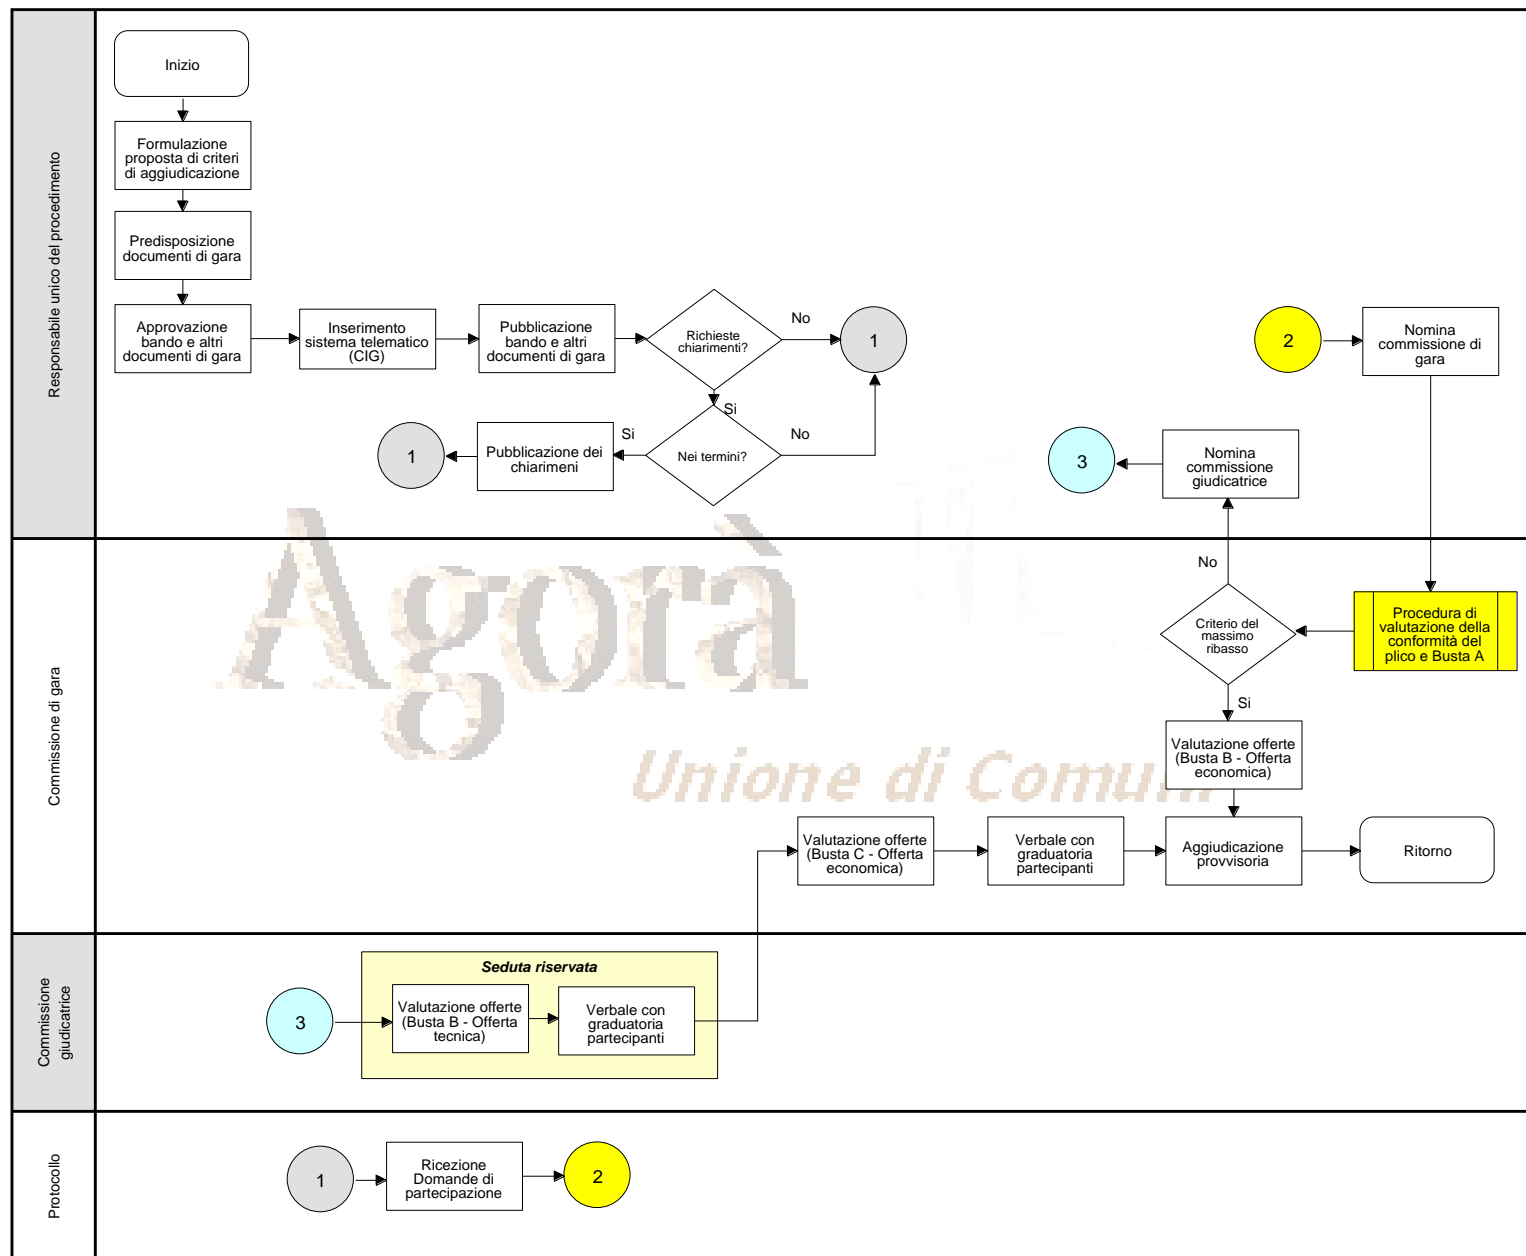 Responsabile unico del procedimento
Inizio
Formulazione
proposta di criteri
di aggiudicazione
Predisposizione
documenti di gara
Approvazione
bando e altri
documenti di gara
Inserimento
sistema telematico
(CIG)
Pubblicazione
bando e altri
documenti di gara
Richieste
chiarimenti?
No
1
Si
Nei termini?
No
Si
Pubblicazione dei
chiarimeni
1
2
Nomina
commissione di
gara
Nomina
commissione
giudicatrice
3
Commissione di gara
No
Criterio del
massimo
ribasso
Procedura di
valutazione della
conformità del
plico e Busta A
Si
Valutazione offerte
(Busta B - Offerta
economica)
Agorà
Unione di Comuni
Valutazione offerte
(Busta C - Offerta
economica)
Verbale con
graduatoria
partecipanti
Aggiudicazione
provvisoria
Ritorno
Commissione
giudicatrice
Seduta riservata
3
Valutazione offerte
(Busta B - Offerta
tecnica)
Verbale con
graduatoria
partecipanti
Protocollo
1
Ricezione
Domande di
partecipazione
2